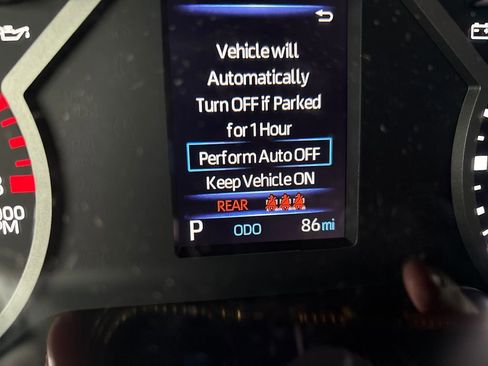 Vehicle will
Automatically
Turn OFF if Parked
for 1 Hour
Perform Auto OFF
Keep Vehicle ON
REAR
P ODO 86 mi